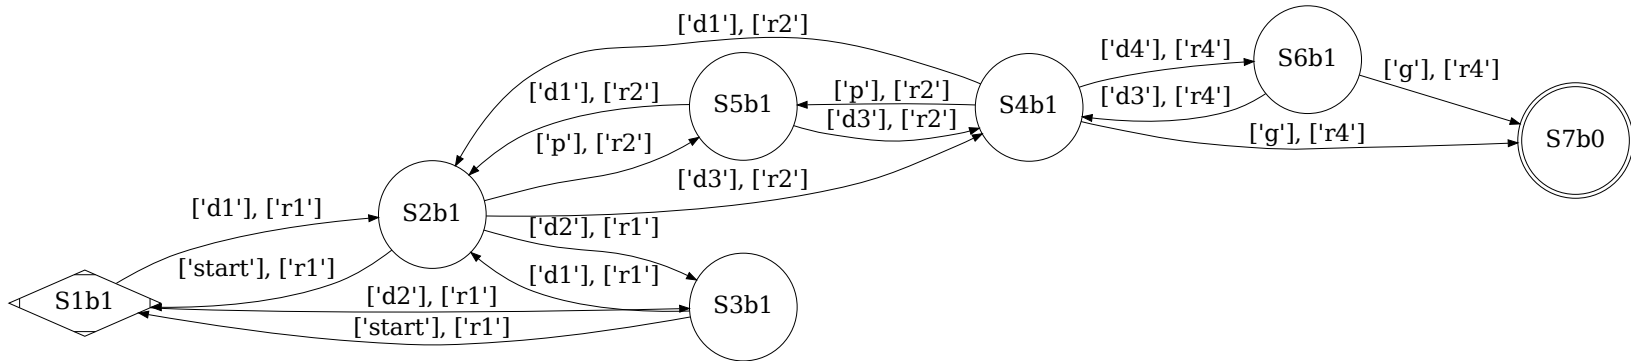 ['d1'], ['r2']
['d4'], ['r4']
S6b1
['g'], ['r4']
['d1'], ['r2']
S5b1
['p'], ['r2']
S4b1
['d3'], ['r4']
['d3'], ['r2']
['g'], ['r4']
S7b0
['p'], ['r2']
['d3'], ['r2']
['d1'], ['r1']
S2b1
['d2'], ['r1']
['start'], ['r1']
['d1'], ['r1']
S1b1
['d2'], ['r1']
S3b1
['start'], ['r1']